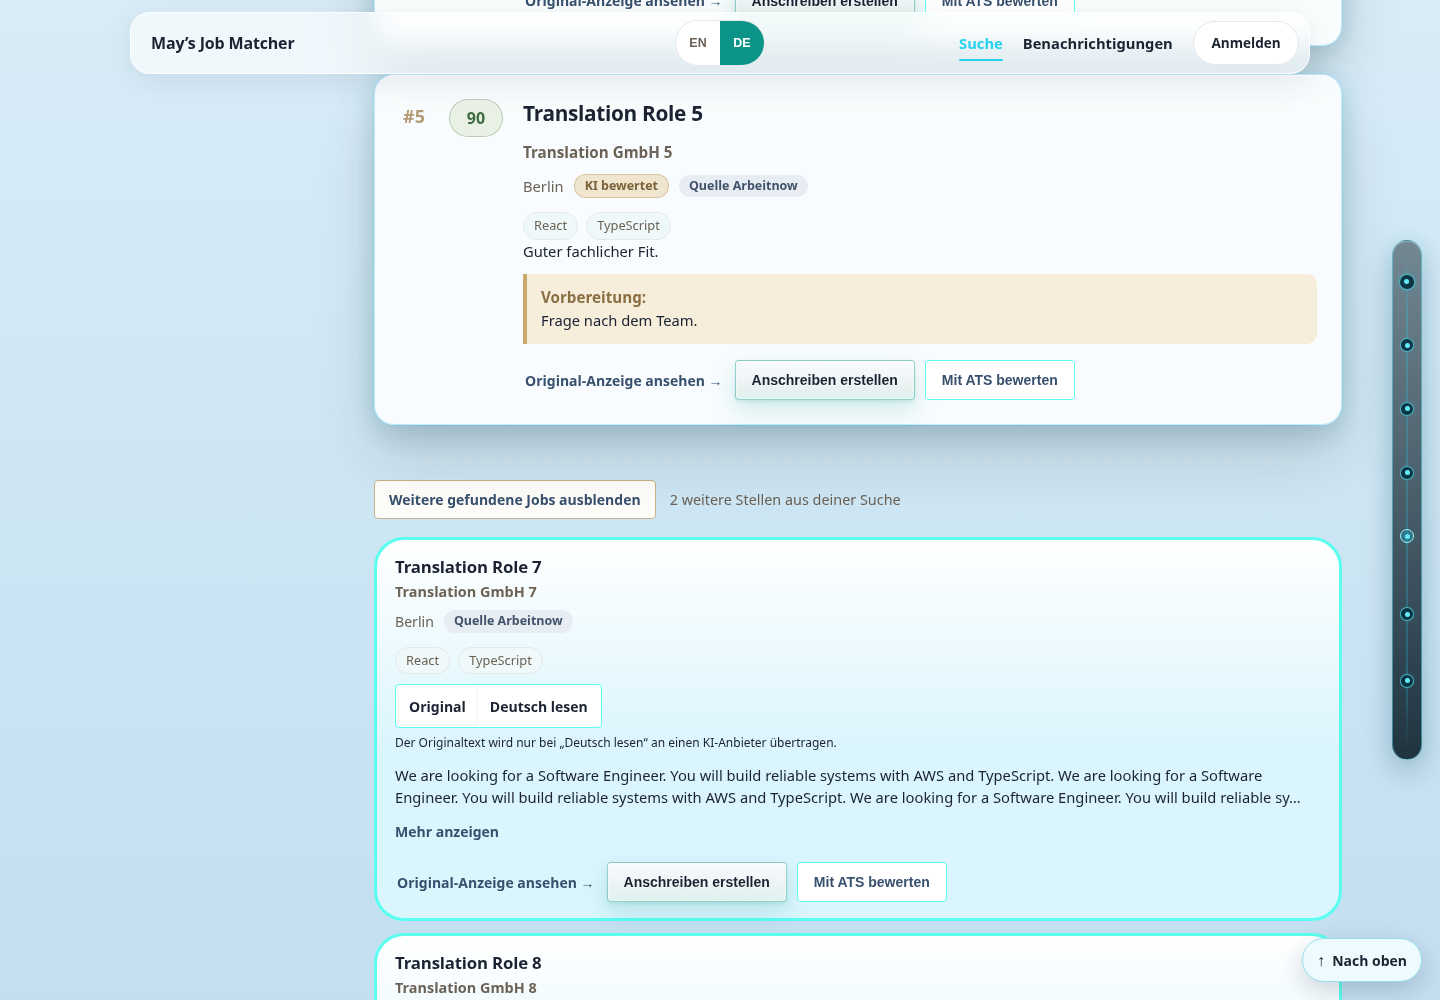 Original-Anzeige ansehen → Anschreiben erstellen Mit ATS bewerten
May’s Job Matcher EN DE Suche Benachrichtigungen Anmelden
#5 90 Translation Role 5
Translation GmbH 5
Berlin KI bewertet Quelle Arbeitnow
React TypeScript
Guter fachlicher Fit.
Vorbereitung:
Frage nach dem Team.
Original-Anzeige ansehen → Anschreiben erstellen Mit ATS bewerten
Weitere gefundene Jobs ausblenden 2 weitere Stellen aus deiner Suche
Translation Role 7
Translation GmbH 7
Berlin Quelle Arbeitnow
React TypeScript
Original Deutsch lesen
Der Originaltext wird nur bei „Deutsch lesen“ an einen KI-Anbieter übertragen.
We are looking for a Software Engineer. You will build reliable systems with AWS and TypeScript. We are looking for a Software
Engineer. You will build reliable systems with AWS and TypeScript. We are looking for a Software Engineer. You will build reliable sy…
Mehr anzeigen
Original-Anzeige ansehen → Anschreiben erstellen Mit ATS bewerten
Translation Role 8
Translation GmbH 8
↑ Nach oben